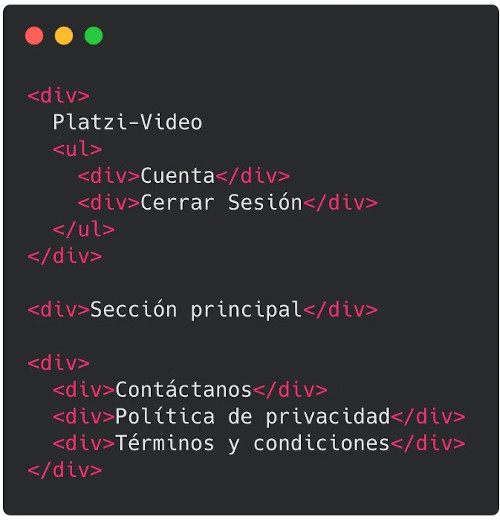 <div>
  Platzi-Video
  <ul>
    <div>Cuenta</div>
    <div>Cerrar Sesión</div>
  </ul>
</div>

<div>Sección principal</div>

<div>
  <div>Contáctanos</div>
  <div>Política de privacidad</div>
  <div>Términos y condiciones</div>
</div>